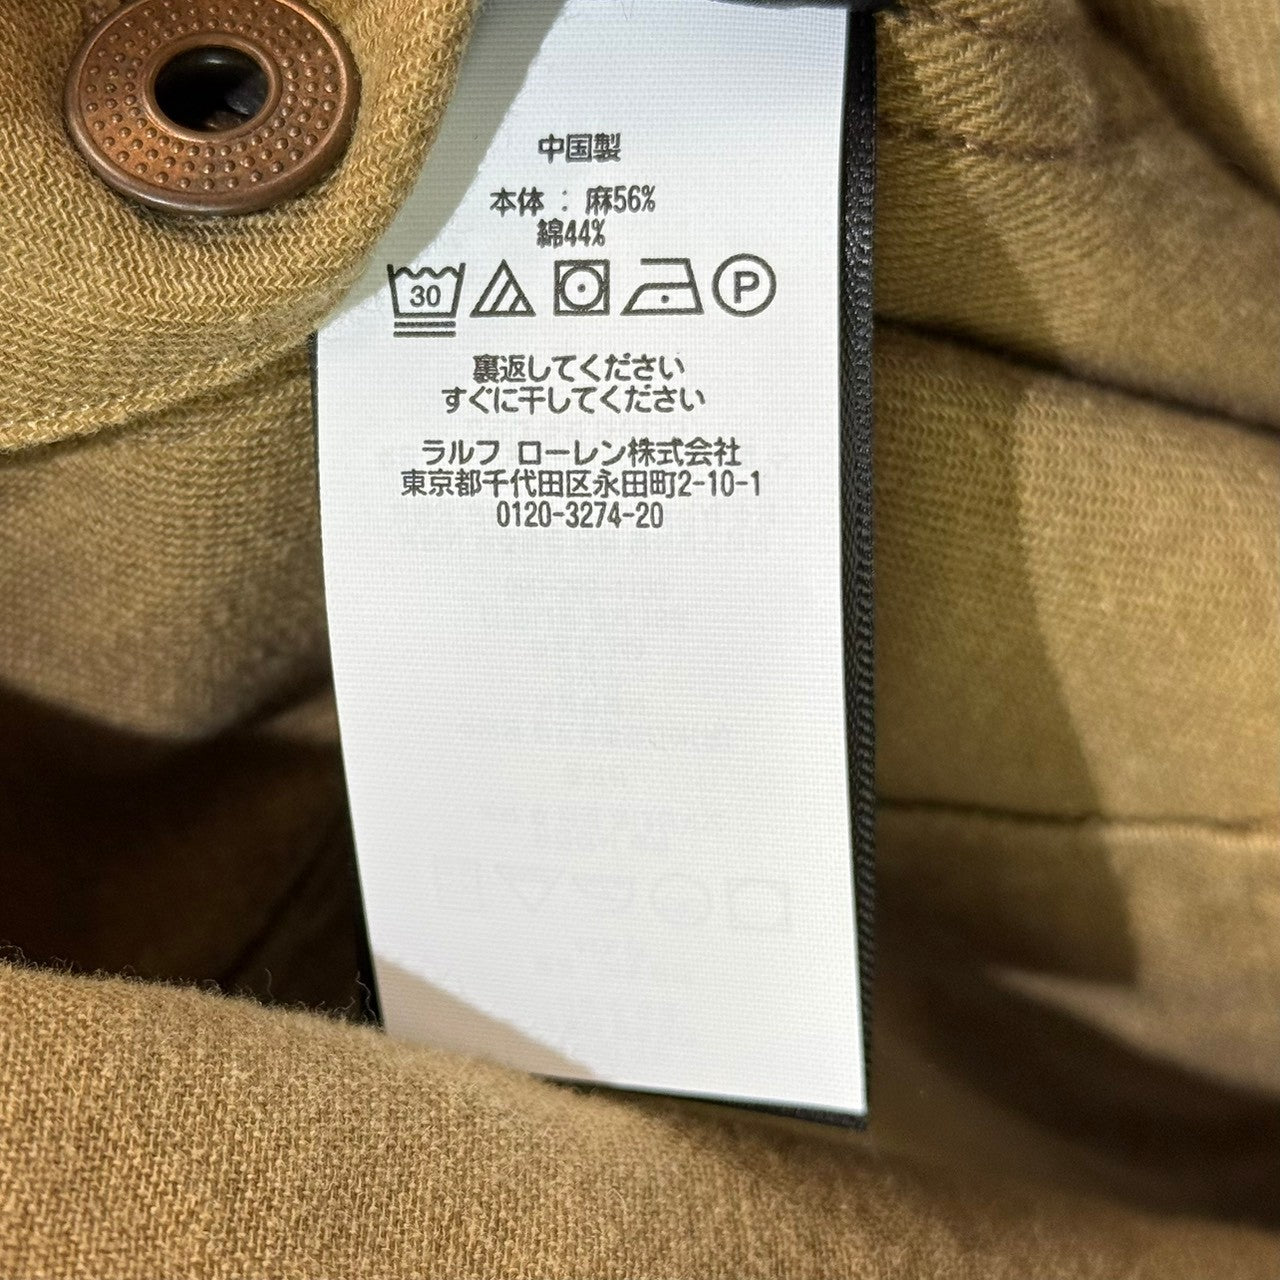 中国製
本体 : 麻56%
綿44%
30
P
裏返してください
すぐに干してください
ラルフ ローレン株式会社
東京都千代田区永田町2-10-1
0120-3274-20